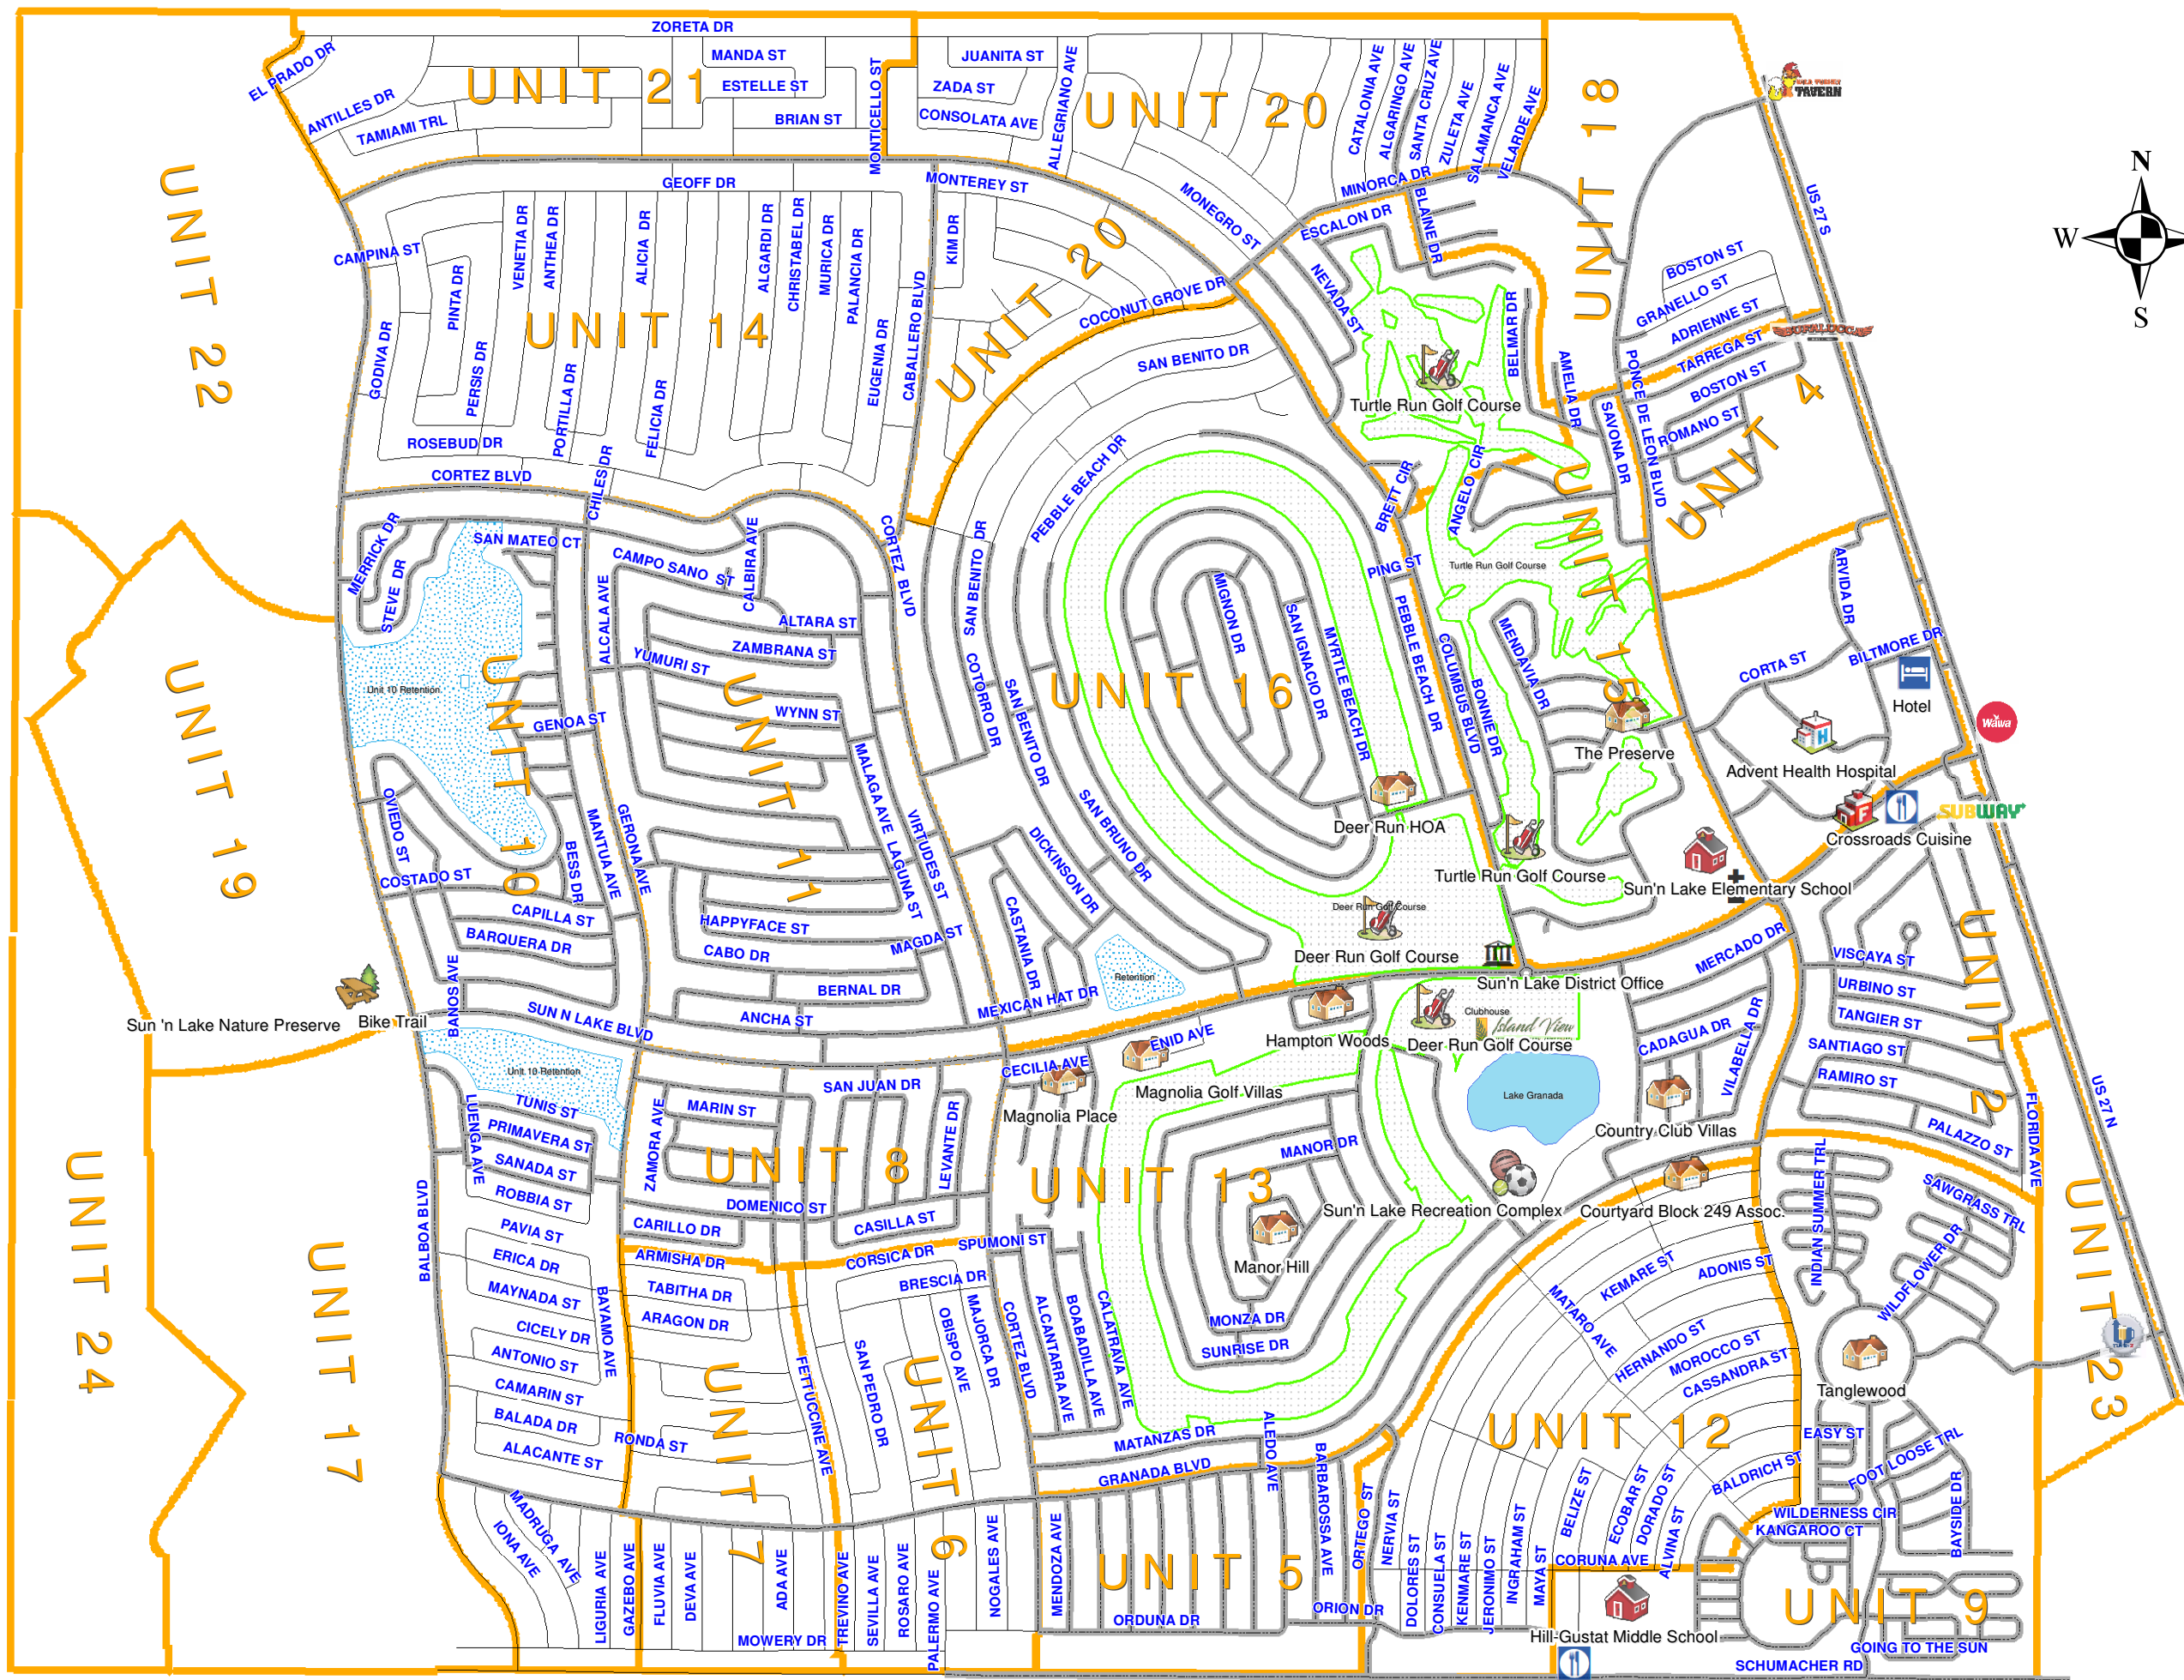 ZORETA DR
MANDA ST
JUANITA ST
EL PRADO DR
UNIT 21
ESTELLE ST
ZADA ST
ANTILLES DR
TAMIAMI TRL
BRIAN ST
MONTICELLO ST
CONSOLATA AVE
ALLEGRIANO AVE
UNIT 20
CATALONIA AVE
ALGARINGO AVE
SANTA CRUZ AVE
ZULETA AVE
SALAMANCA AVE
VELARDE AVE
UNIT 18
TAVERN
US 27 S
N
W
S
UNIT 22
GEOFF DR
MONTEREY ST
MONEGRO ST
MINORCA DR
ESCALON DR
BLAINE DR
CAMPINA ST
PINTA DR
VENETIA DR
ANTHEA DR
ALICIA DR
ALGARDI DR
CHRISTABEL DR
MURICA DR
PALANCIA DR
KIM DR
UNIT 20
COCONUT GROVE DR
NEVADA ST
BELMAR DR
BOSTON ST
GRANELLO ST
ADRIENNE ST
TARREGA ST
BOSTON ST
ROMANO ST
UNIT 4
GODIVA DR
UNIT 14
PERSIS DR
PORTILLA DR
FELICIA DR
EUGENIA DR
CABALLERO BLVD
SAN BENITO DR
Turtle Run Golf Course
AMELIA DR
SAVONA DR
PONCE DE LEON BLVD
ROSEBUD DR
CORTEZ BLVD
CHILES DR
PEBBLE BEACH DR
BRETT CIR
ANGELO CIR
UNIT 15
MERRICK DR
STEVE DR
SAN MATEO CT
CAMPO SANO ST
CALBIRA AVE
CORTEZ BLVD
SAN BENITO DR
PING ST
Turtle Run Golf Course
ARVIDA DR
BILTMORE DR
CORTA ST
Hotel
Wawa
ALCALA AVE
ALTARA ST
ZAMBRANA ST
YUMURI ST
WYNN ST
MIGNON DR
SAN IGNACIO DR
MYRTLE BEACH DR
PEBBLE BEACH DR
COLUMBUS BLVD
BONNIE DR
MENDAVIA DR
The Preserve
Advent Health Hospital
UNIT 19
Unit 10 Retention
UNIT 10
GENOA ST
UNIT 11
COTORRO DR
SAN BENITO DR
UNIT 16
Deer Run HOA
Turtle Run Golf Course
Sun'n Lake Elementary School
Crossroads Cuisine
SUBWAY
OVIEDO ST
MALAGA AVE
MANTUA AVE
GERONA AVE
BESS DR
LAGUNA ST
VIRTUDES ST
DICKINSON DR
SAN BRUNO DR
COSTADO ST
CAPILLA ST
BARQUERA DR
HAPPYFACE ST
CABO DR
MAGDA ST
BERNAL DR
ANCHA ST
CASTANIA DR
MEXICAN HAT DR
Retention
Deer Run Golf Course
Deer Run Golf Course
Sun'n Lake District Office
MERCADO DR
VISCAYA ST
URBINO ST
TANGIER ST
UNIT 2
Sun 'n Lake Nature Preserve
Bike Trail
BANOS AVE
SUN N LAKE BLVD
Unit 10 Retention
CECILIA AVE
ENID AVE
Hampton Woods
Clubhouse
Island View
Deer Run Golf Course
CADAGUA DR
VILABELLA DR
SANTIAGO ST
RAMIRO ST
PALAZZO ST
FLORIDA AVE
US 27 N
Magnolia Golf Villas
Magnolia Place
Lake Granada
Country Club Villas
UNIT 24
UNIT 17
LUENGA AVE
TUNIS ST
PRIMAVERA ST
SANADA ST
ROBBIA ST
PAVIA ST
ERICA DR
MAYNADA ST
CICELY DR
ANTONIO ST
CAMARIN ST
BALADA DR
ALACANTE ST
BALBOA BLVD
BAYAMO AVE
ZAMORA AVE
MARIN ST
SAN JUAN DR
UNIT 8
LEVANTE DR
DOMENICO ST
CARILLO DR
CASILLA ST
ARMISHA DR
CORSICA DR
SPUMONI ST
TABITHA DR
ARAGON DR
BRESCIA DR
UNIT 13
MANOR DR
Manor Hill
MONZA DR
SUNRISE DR
Sun'n Lake Recreation Complex
Courtyard Block 249 Assoc.
INDIAN SUMMER TRL
SAWGRASS TRL
WILDFLOWER DR
UNIT 23
KEMARE ST
ADONIS ST
MATARO AVE
HERNANDO ST
MOROCCO ST
CASSANDRA ST
Tanglewood
UNIT 7
RONDA ST
FETTUCCINE AVE
SAN PEDRO DR
UNIT 6
OBISPO AVE
MAJORCA DR
CORTEZ BLVD
ALCANTARRA AVE
BOABADILLA AVE
CALATRAVA AVE
MATANZAS DR
GRANADA BLVD
ALEDO AVE
BARBAROSSA AVE
UNIT 12
BALDRICH ST
EASY ST
FOOT LOOSE TRL
WILDERNESS CIR
KANGAROO CT
BAYSIDE DR
MADRUGA AVE
IONA AVE
LIGURIA AVE
GAZEBO AVE
FLUVIA AVE
DEVA AVE
ADA AVE
MOWERY DR
TREVINO AVE
SEVILLA AVE
ROSARO AVE
PALERMO AVE
NOGALES AVE
MENDOZA AVE
UNIT 5
ORDUNA DR
ORION DR
ORTEGO ST
NERVIA ST
DOLORES ST
CONSUELA ST
KENMARE ST
JERONIMO ST
INGRAHAM ST
MAYA ST
BELIZE ST
ECOBAR ST
DORADO ST
ALVINA ST
CORUNA AVE
Hill-Gustat Middle School
UNIT 9
GOING TO THE SUN
SCHUMACHER RD